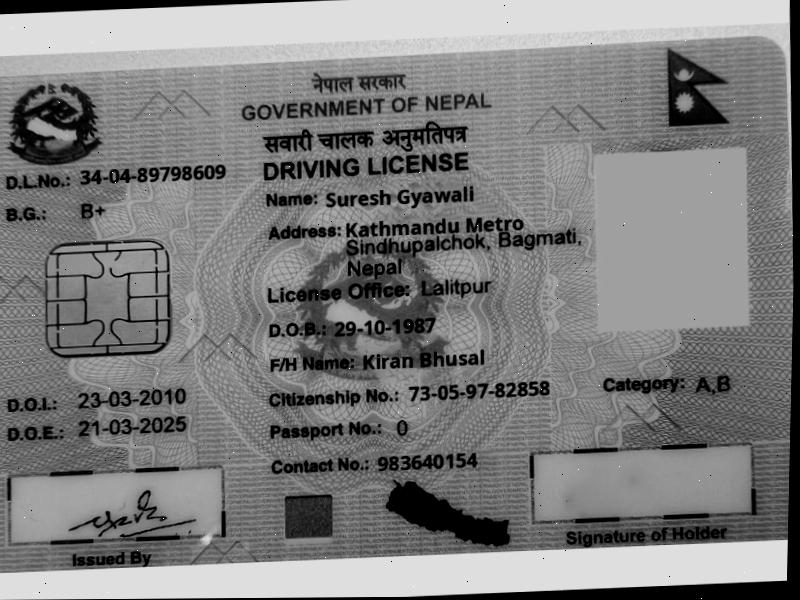 नेपाल सरकार
GOVERNMENT OF NEPAL
सवारी चालक अनुमतिपत्र
DRIVING LICENSE
D.L.No.: 34-04-89798609
B.G.: B+
Name: Suresh Gyawali
Address: Kathmandu Metro
Sindhupalchok, Bagmati,
Nepal
License Office: Lalitpur
D.O.B.: 29-10-1987
F/H Name: Kiran Bhusal
Citizenship No.: 73-05-97-82858
Category: A,B
D.O.I.: 23-03-2010
D.O.E.: 21-03-2025
Passport No.: 0
Contact No.: 983640154
Issued By
Signature of Holder